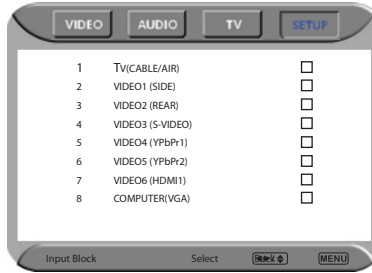 VIDEO AUDIO TV SETUP
1 TV(CABLE/AIR)
2 VIDEO1 (SIDE)
3 VIDEO2 (REAR)
4 VIDEO3 (S-VIDEO)
5 VIDEO4 (YPbPr1)
6 VIDEO5 (YPbPr2)
7 VIDEO6 (HDMI1)
8 COMPUTER(VGA)
Input Block Select MENU